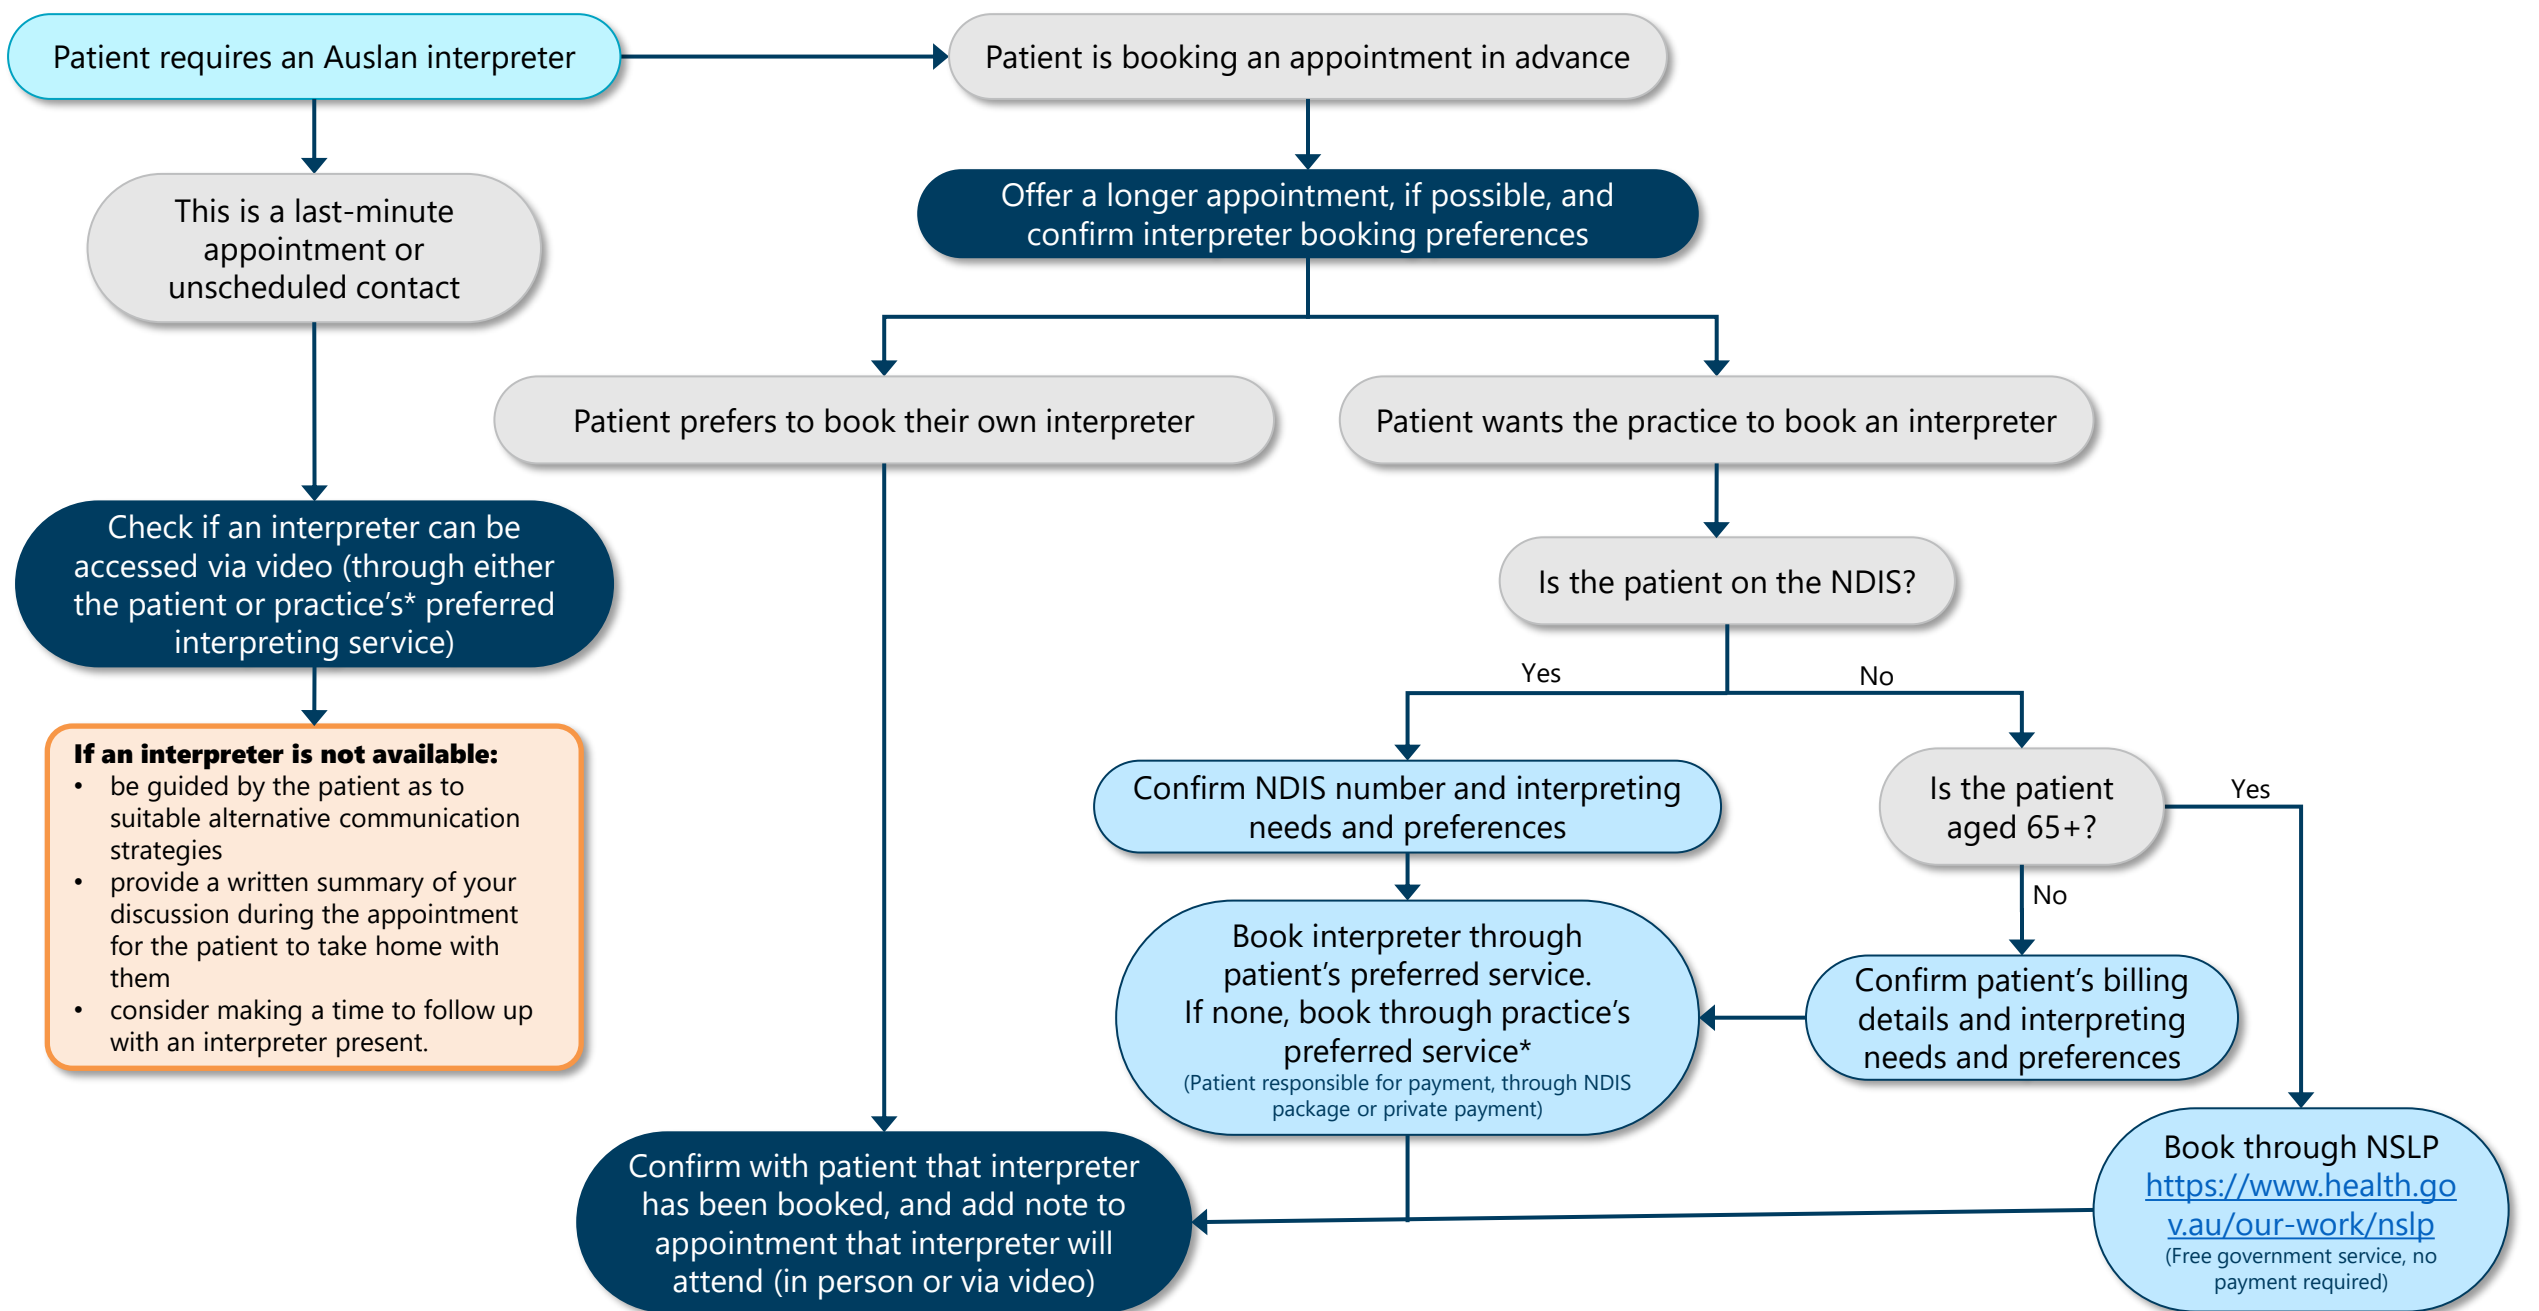 Patient requires an Auslan interpreter
Patient is booking an appointment in advance
This is a last-minute
appointment or
unscheduled contact
Offer a longer appointment, if possible, and
confirm interpreter booking preferences
Patient prefers to book their own interpreter
Patient wants the practice to book an interpreter
Check if an interpreter can be
accessed via video (through either
the patient or practice’s* preferred
interpreting service)
Is the patient on the NDIS?
Yes
No
If an interpreter is not available:
• be guided by the patient as to
suitable alternative communication
strategies
• provide a written summary of your
discussion during the appointment
for the patient to take home with
them
• consider making a time to follow up
with an interpreter present.
Confirm NDIS number and interpreting
needs and preferences
Is the patient
aged 65+?
Yes
No
Book interpreter through
patient’s preferred service.
If none, book through practice’s
preferred service*
(Patient responsible for payment, through NDIS
package or private payment)
Confirm patient’s billing
details and interpreting
needs and preferences
Confirm with patient that interpreter
has been booked, and add note to
appointment that interpreter will
attend (in person or via video)
Book through NSLP
https://www.health.go
v.au/our-work/nslp
(Free government service, no
payment required)